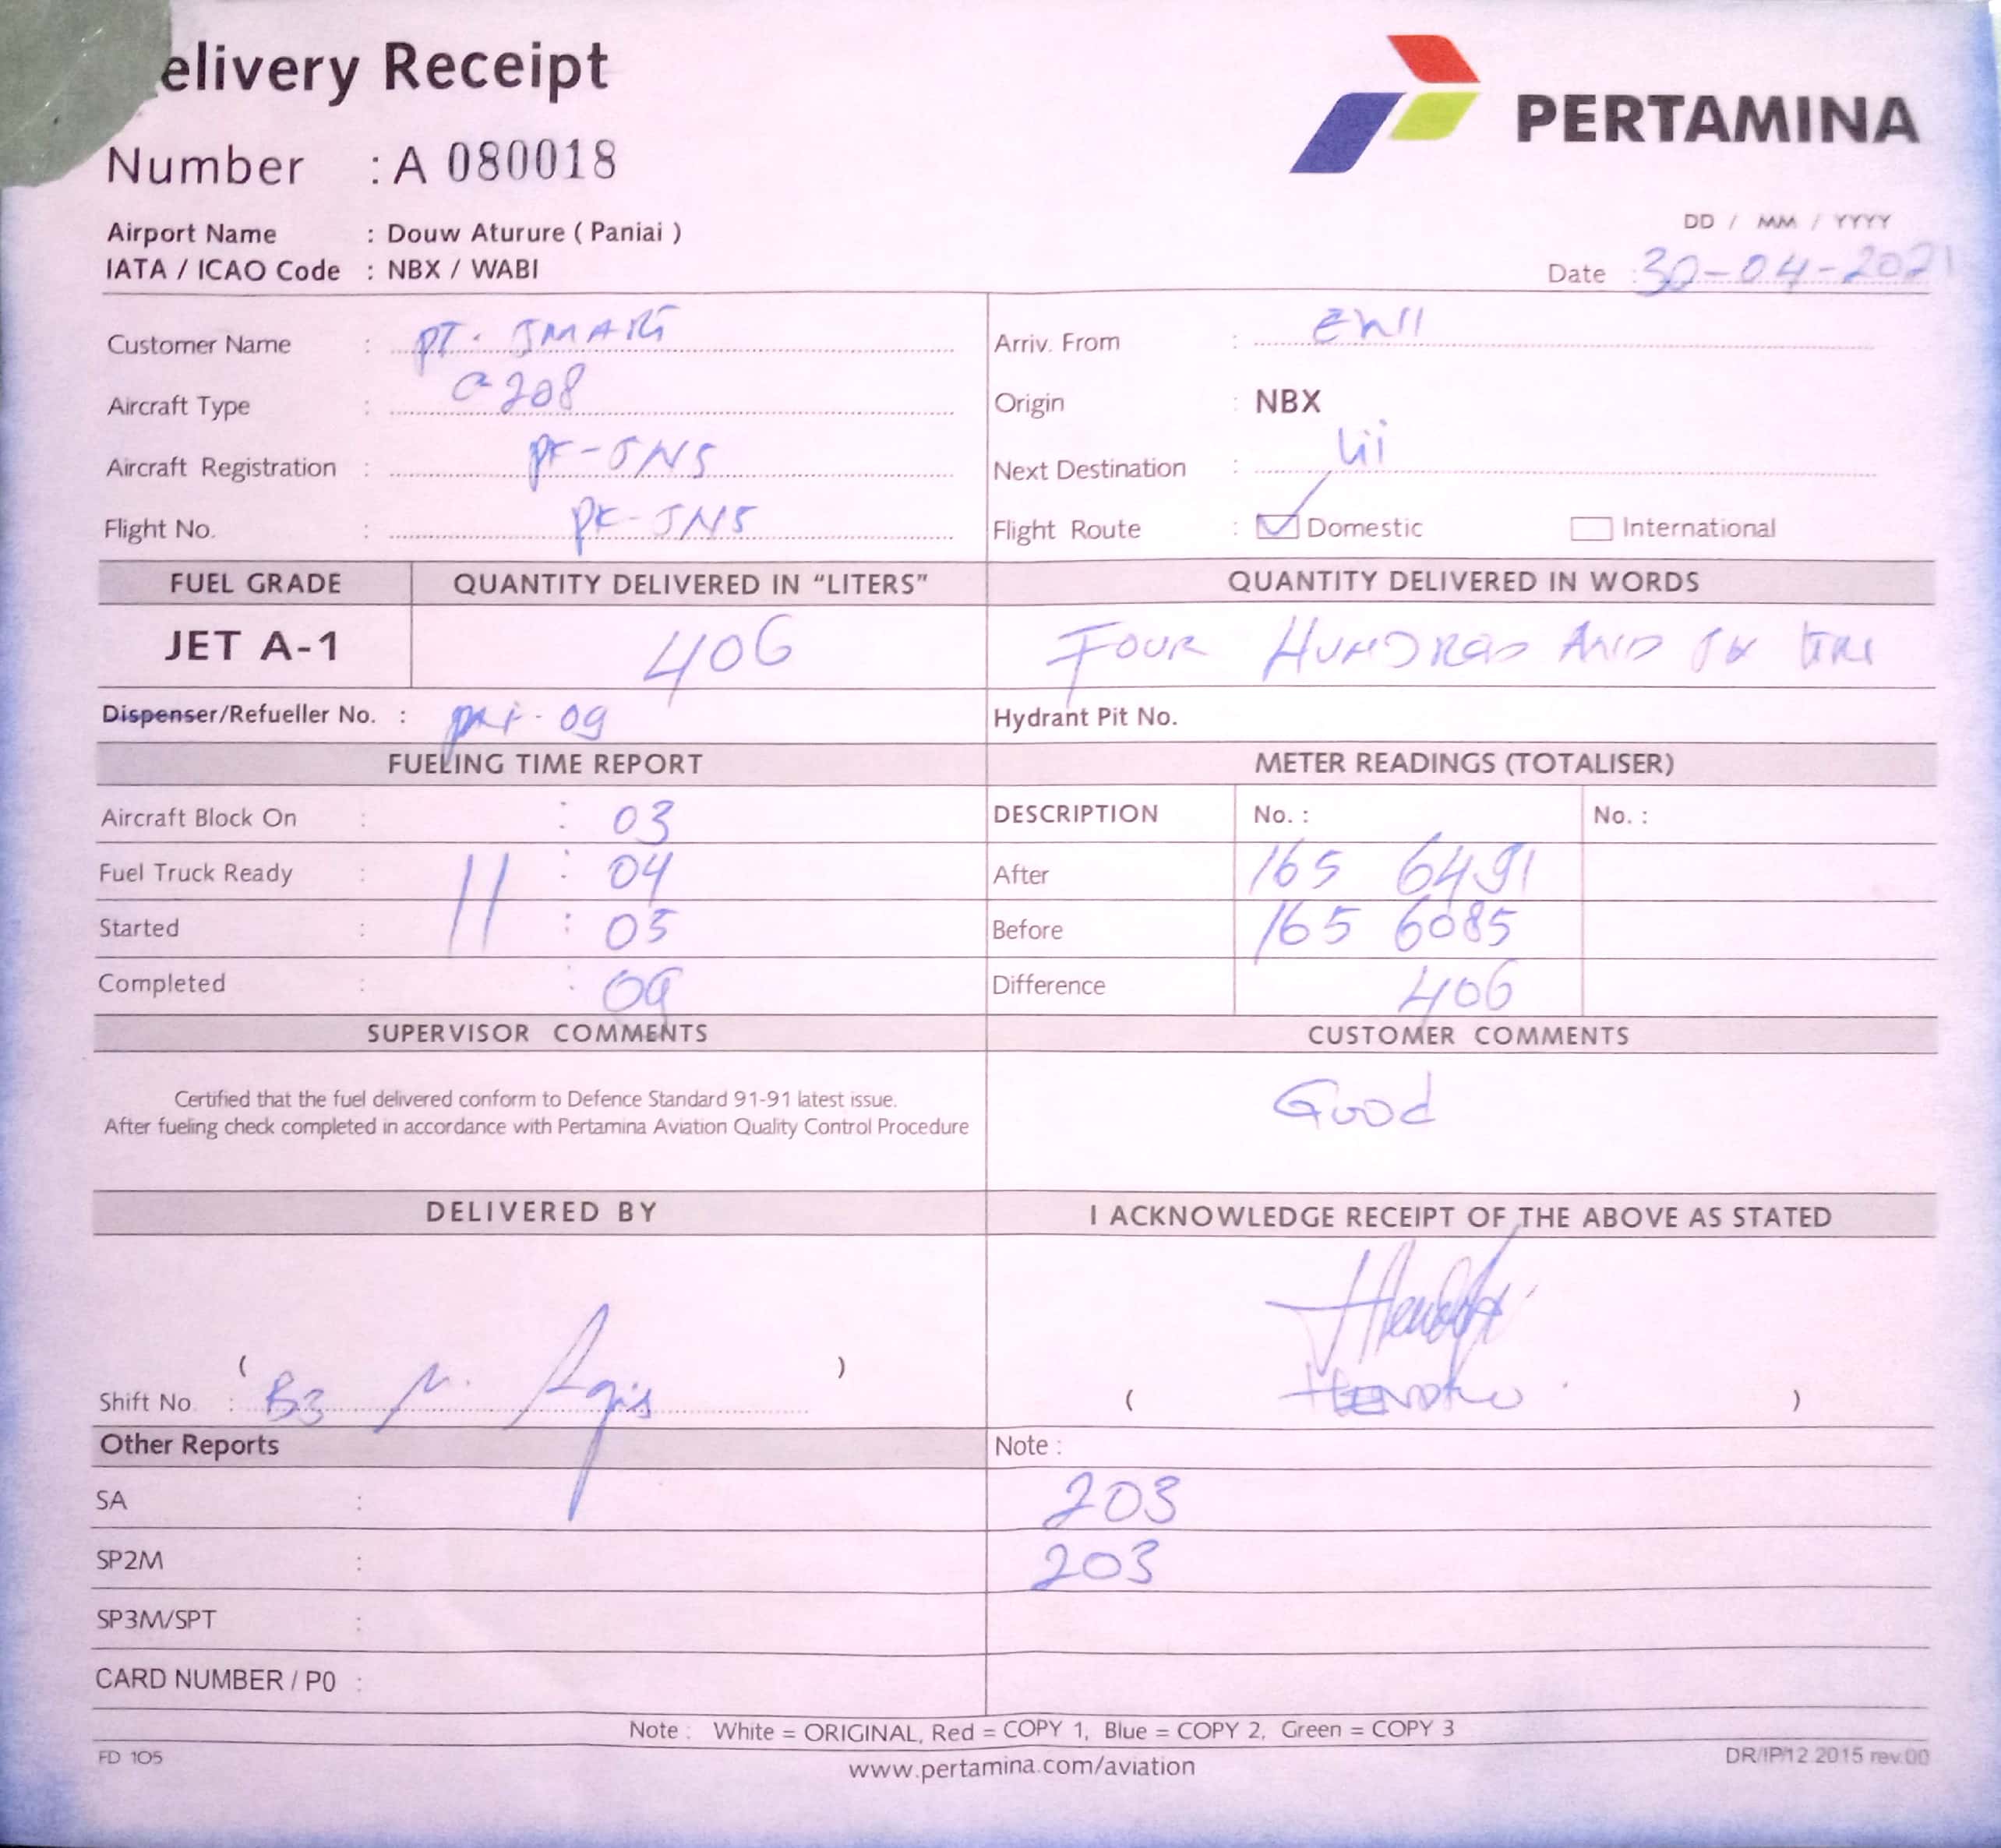 elivery Receipt
PERTAMINA
Number : A 080018
DD / MM / YYYY
Airport Name : Douw Aturure ( Paniai )
IATA / ICAO Code : NBX / WABI
Date : 30-04-2021
Customer Name : PT. SMART
Arriv. From :
Aircraft Type : C 208
Origin : NBX
Aircraft Registration : PK-SNS
Next Destination :
Flight No. : PK-SNS
Flight Route : Domestic International
FUEL GRADE QUANTITY DELIVERED IN “LITERS” QUANTITY DELIVERED IN WORDS
JET A-1 406 FOUR HUNDRED AND
Dispenser/Refueller No. : 09
Hydrant Pit No.
FUELING TIME REPORT METER READINGS (TOTALISER)
Aircraft Block On : : 03
DESCRIPTION No. : No. :
Fuel Truck Ready : 11 : 04
After 165 6491
Started : : 05
Before 165 6085
Completed : : 09
Difference 406
SUPERVISOR COMMENTS CUSTOMER COMMENTS
Certified that the fuel delivered conform to Defence Standard 91-91 latest issue.
After fueling check completed in accordance with Pertamina Aviation Quality Control Procedure
Good
DELIVERED BY I ACKNOWLEDGE RECEIPT OF THE ABOVE AS STATED
( )
Shift No : B3
( )
Other Reports Note :
SA : 203
SP2M : 203
SP3M/SPT :
CARD NUMBER / P0 :
Note : White = ORIGINAL, Red = COPY 1, Blue = COPY 2, Green = COPY 3
FD 105
www.pertamina.com/aviation
DR/IP/12 2015 rev.00